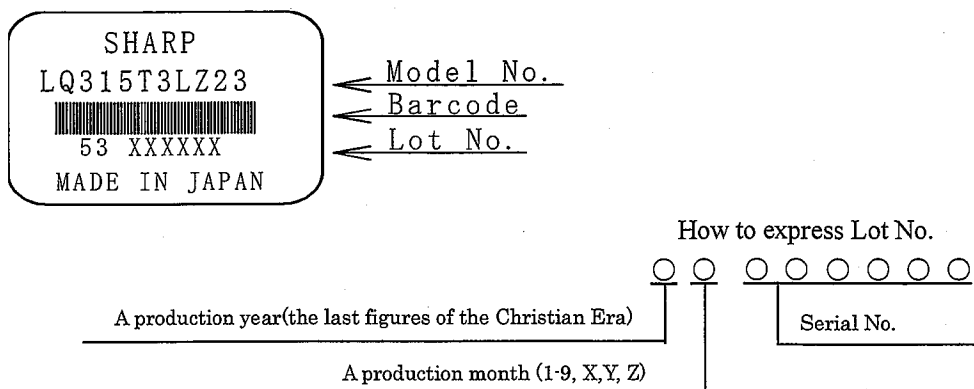 SHARP
LQ315T3LZ23
53 XXXXXX
MADE IN JAPAN
Model No.
Barcode
Lot No.
How to express Lot No.
○ ○ ○ ○ ○ ○ ○ ○
A production year(the last figures of the Christian Era)
Serial No.
A production month (1-9, X,Y, Z)